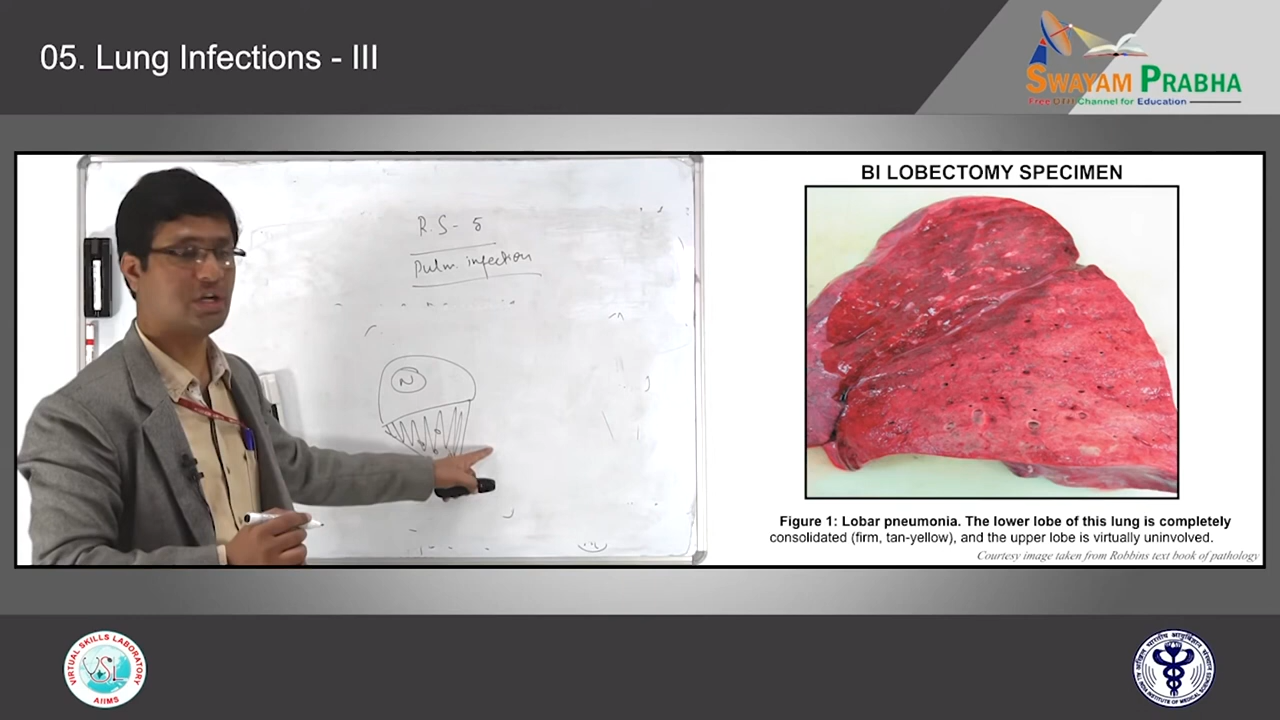 05. Lung Infections - III
SWAYAM PRABHA
Free DTH Channel for Education
R.S - 5
Pulm. infection
N
BI LOBECTOMY SPECIMEN
Figure 1: Lobar pneumonia. The lower lobe of this lung is completely
consolidated (firm, tan-yellow), and the upper lobe is virtually uninvolved.
Courtesy image taken from Robbins text book of pathology
VIRTUAL SKILLS LABORATORY
VSL
AIIMS